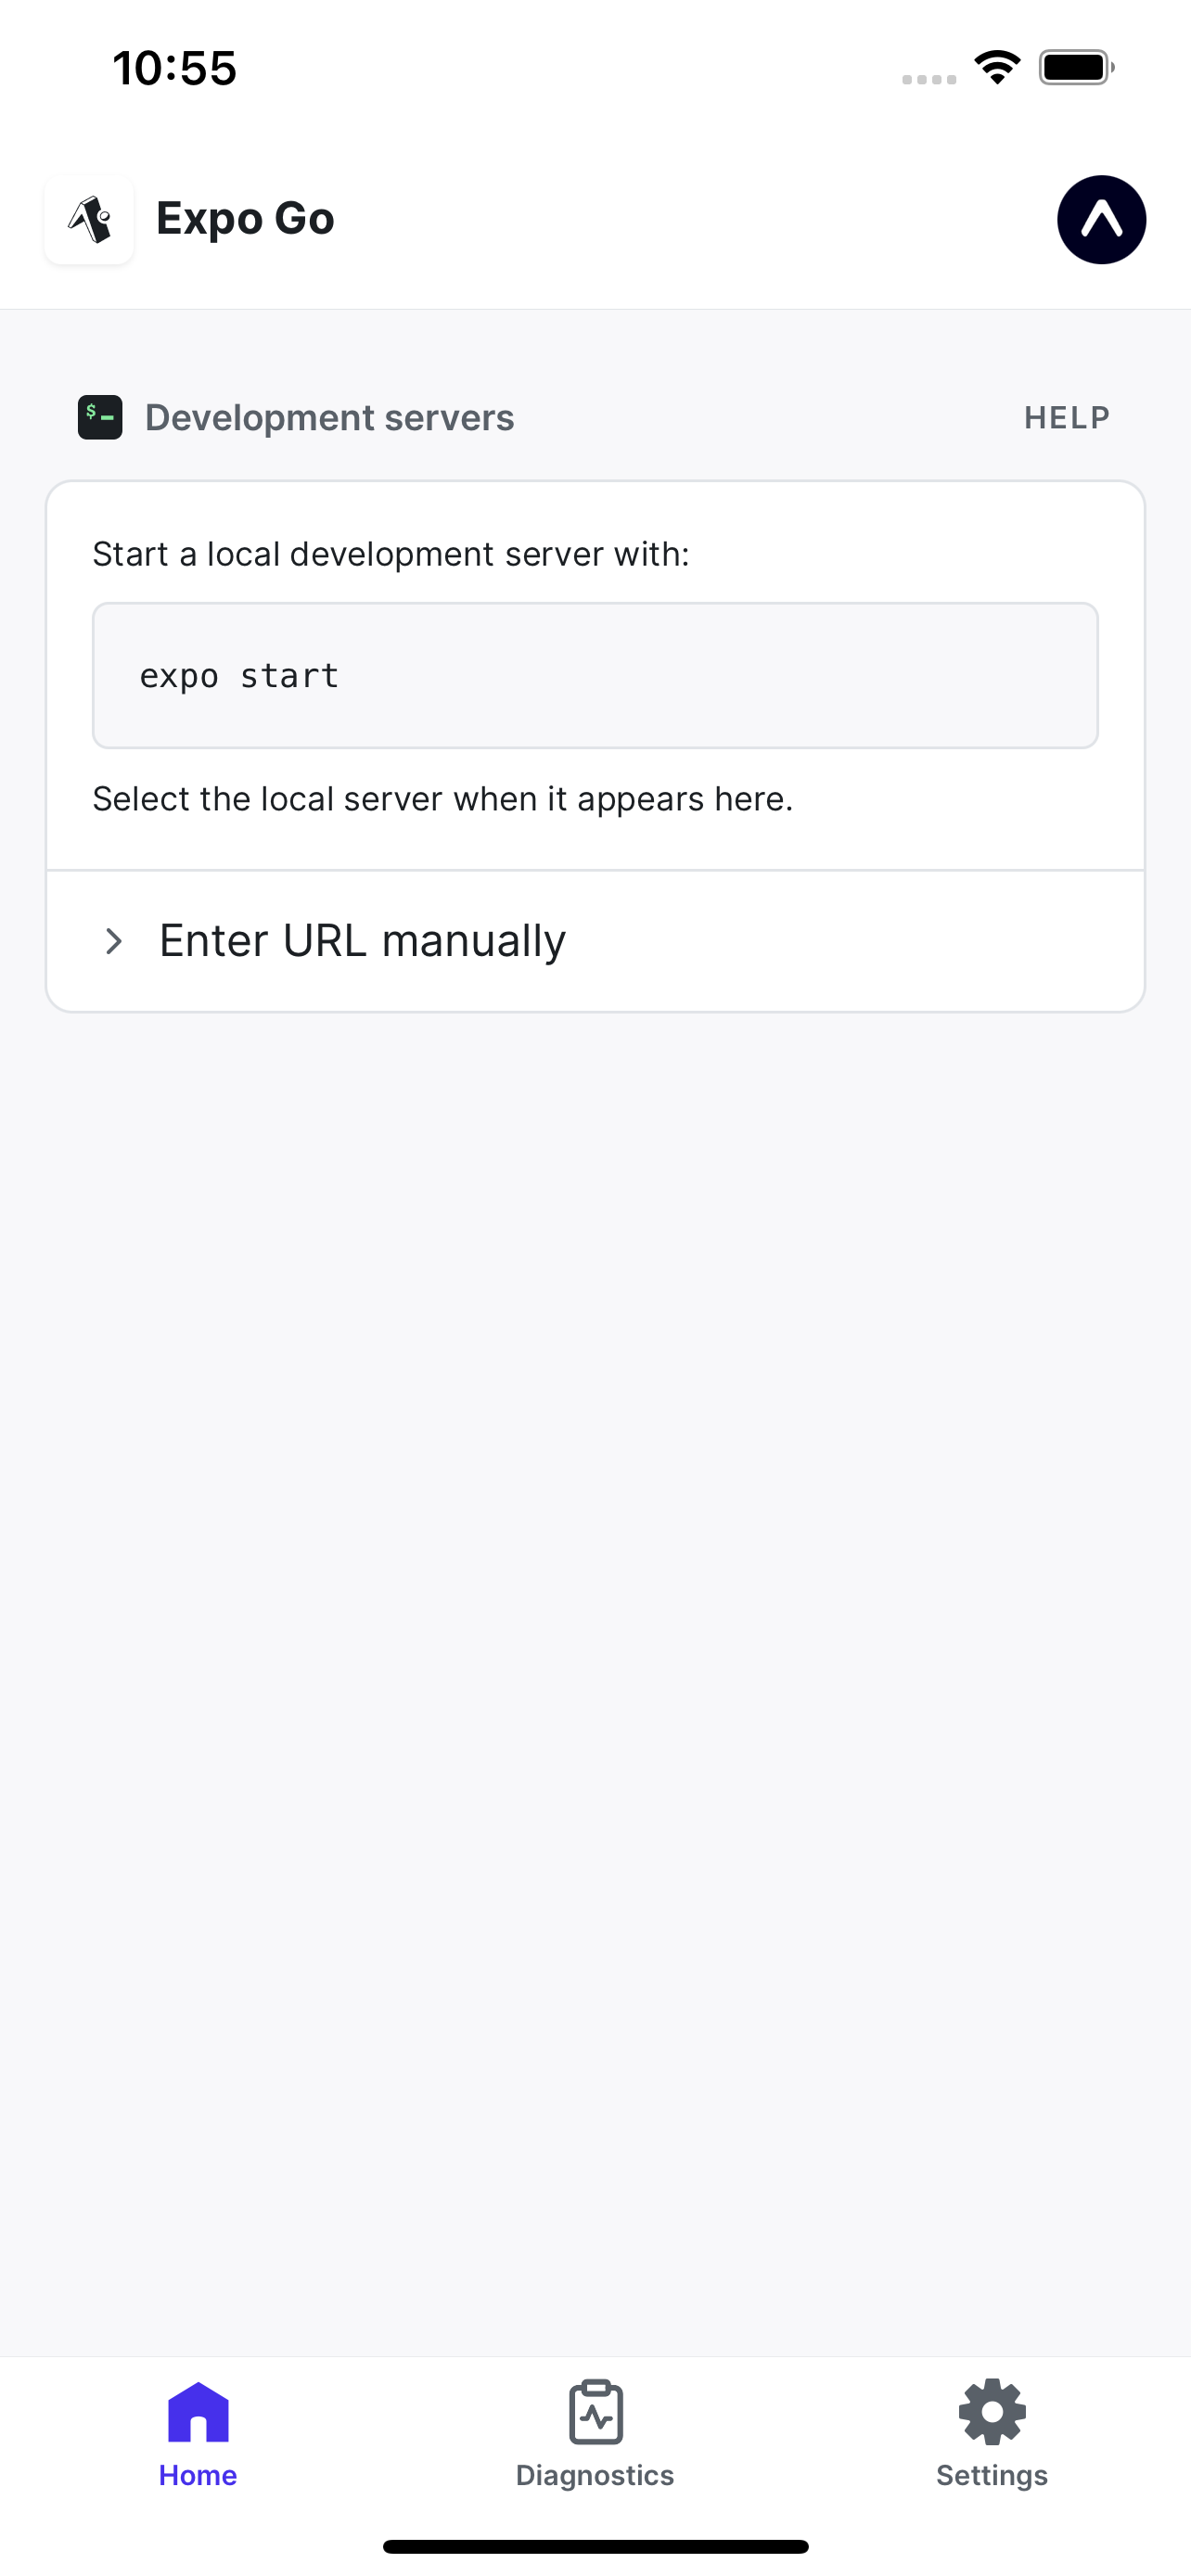 10:55
Expo Go
$
Development servers
HELP
Start a local development server with:
expo start
Select the local server when it appears here.
Enter URL manually
Home
Diagnostics
Settings